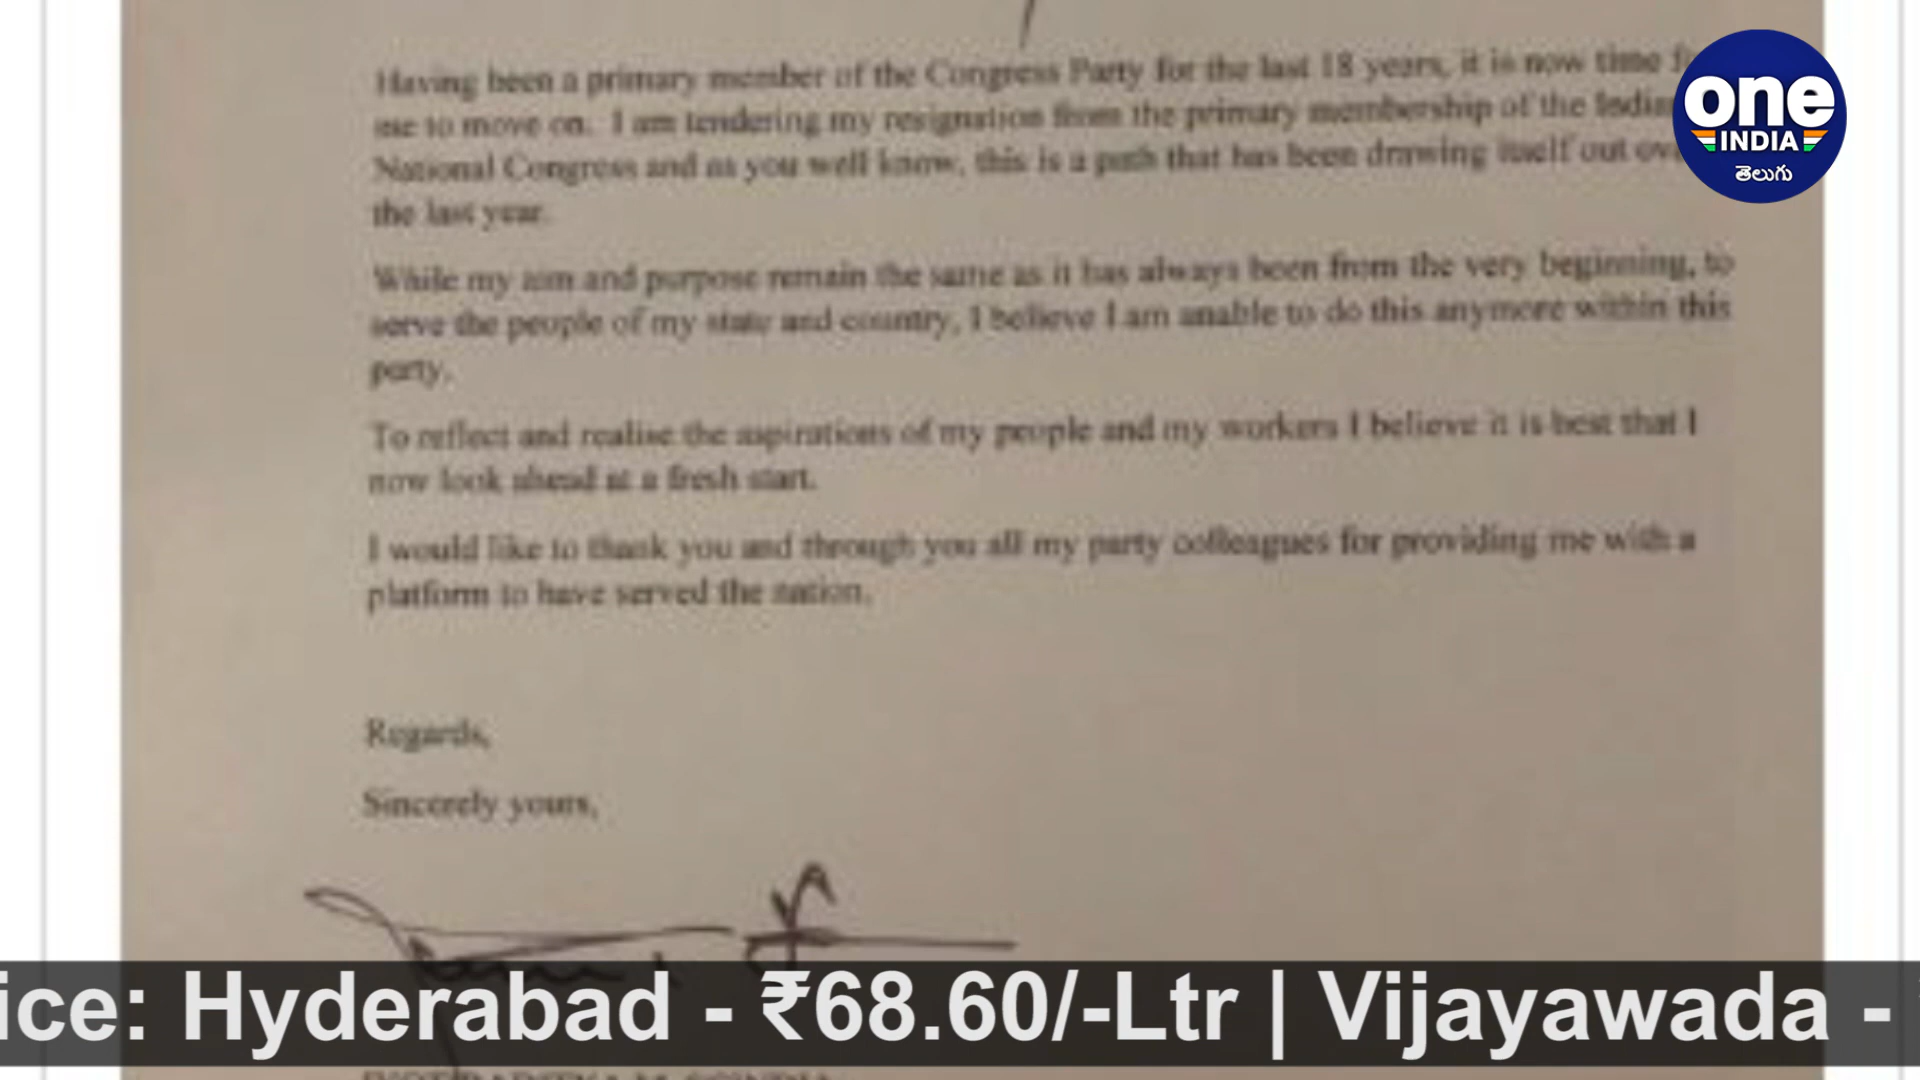 Having been a primary member of the Congress Party for the last 18 years, it is now time
me to move on. I am tendering my resignation from the primary membership of the
National Congress and as you well know, this is a path that has been drawing itself out
the last year.
While my aim and purpose remain the same as it has always been from the very beginning, to
serve the people of my state and country, I believe I am unable to do this anymore within this
party.
To reflect and realise the aspirations of my people and my workers I believe it is best that I
now look ahead at a fresh start.
I would like to thank you and through you all my party colleagues for providing me with a
platform to have served the nation.
Regards,
Sincerely yours,
one
INDIA
తెలుగు
ice: Hyderabad - ₹68.60/-Ltr | Vijayawada -